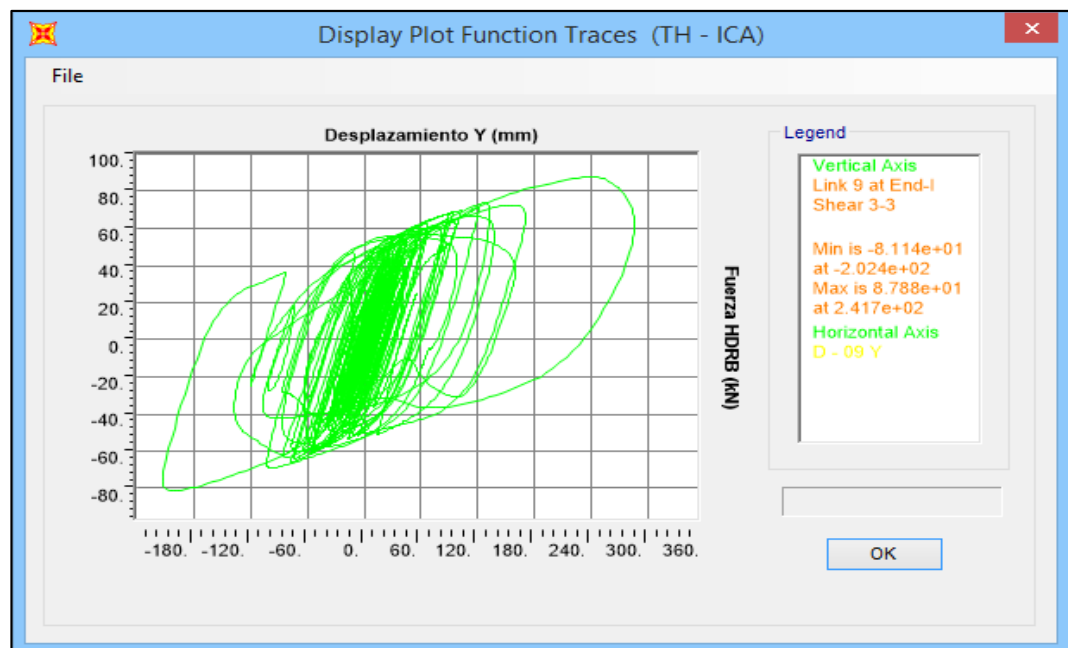 Display Plot Function Traces (TH - ICA)
File
Desplazamiento Y (mm)
100.
80.
60.
40.
20.
0.
-20.
-40.
-60.
-80.
-180. -120. -60. 0. 60. 120. 180. 240. 300. 360.
Fuerza HDRB (kN)
Legend
Vertical Axis
Link 9 at End-I
Shear 3-3
Min is -8.114e+01
at -2.024e+02
Max is 8.788e+01
at 2.417e+02
Horizontal Axis
D - 09 Y
OK